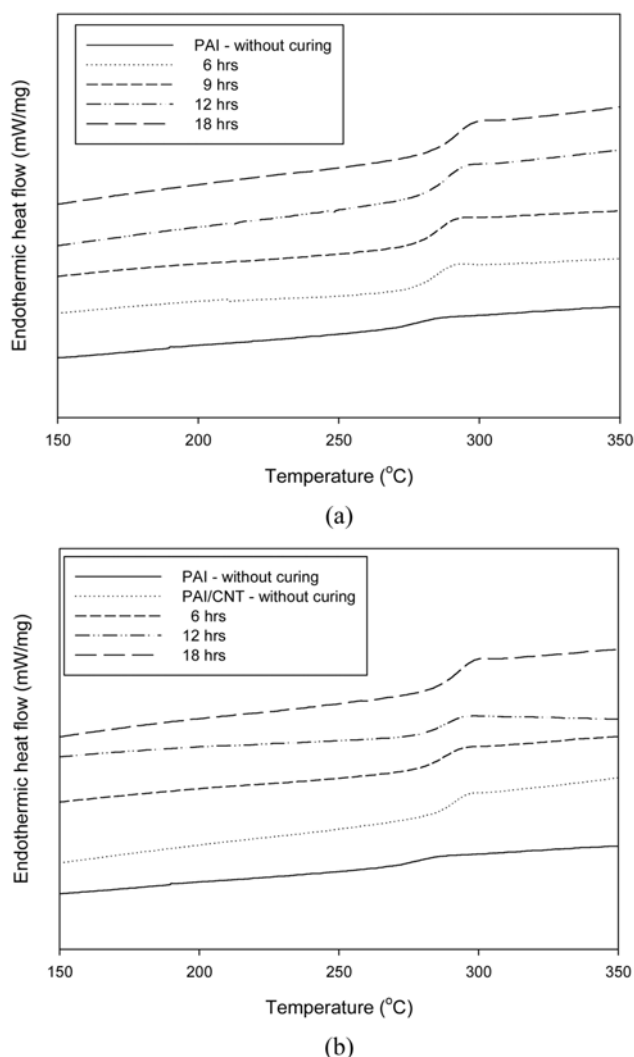 PAI - without curing
6 hrs
9 hrs
12 hrs
18 hrs
Endothermic heat flow (mW/mg)
150 200 250 300 350
Temperature (°C)
(a)
PAI - without curing
PAI/CNT - without curing
6 hrs
12 hrs
18 hrs
Endothermic heat flow (mW/mg)
150 200 250 300 350
Temperature (°C)
(b)